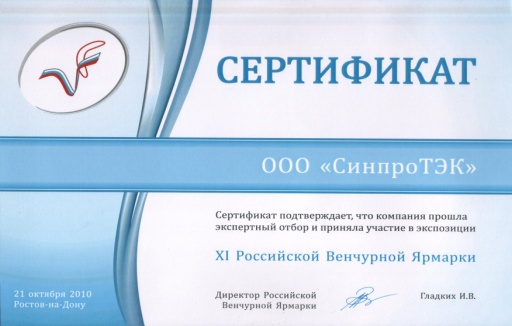 СЕРТИФИКАТ
ООО «СинпроТЭК»
Сертификат подтверждает, что компания прошла
экспертный отбор и приняла участие в экспозиции
XI Российской Венчурной Ярмарки
21 октября 2010
Ростов-на-Дону
Директор Российской
Венчурной Ярмарки
Гладких И.В.